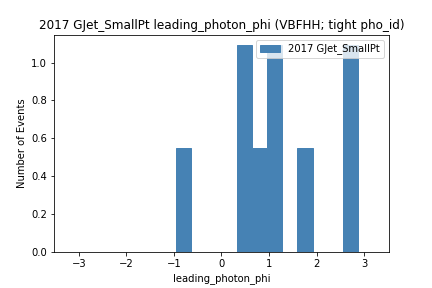 2017 GJet_SmallPt leading_photon_phi (VBFHH; tight pho_id)
2017 GJet_SmallPt
Number of Events
1.0
0.8
0.6
0.4
0.2
0.0
−3 −2 −1 0 1 2 3
leading_photon_phi